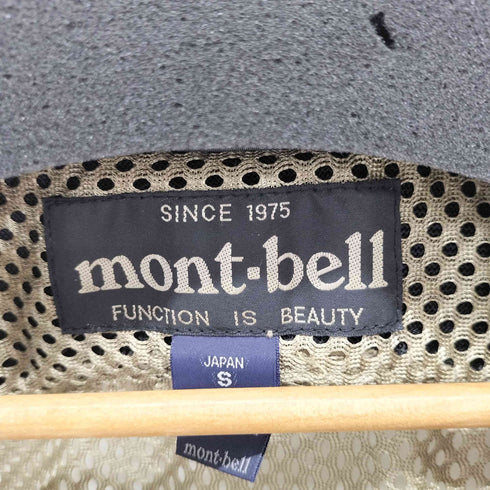 SINCE 1975
mont-bell
FUNCTION IS BEAUTY
JAPAN
S
mont-bell